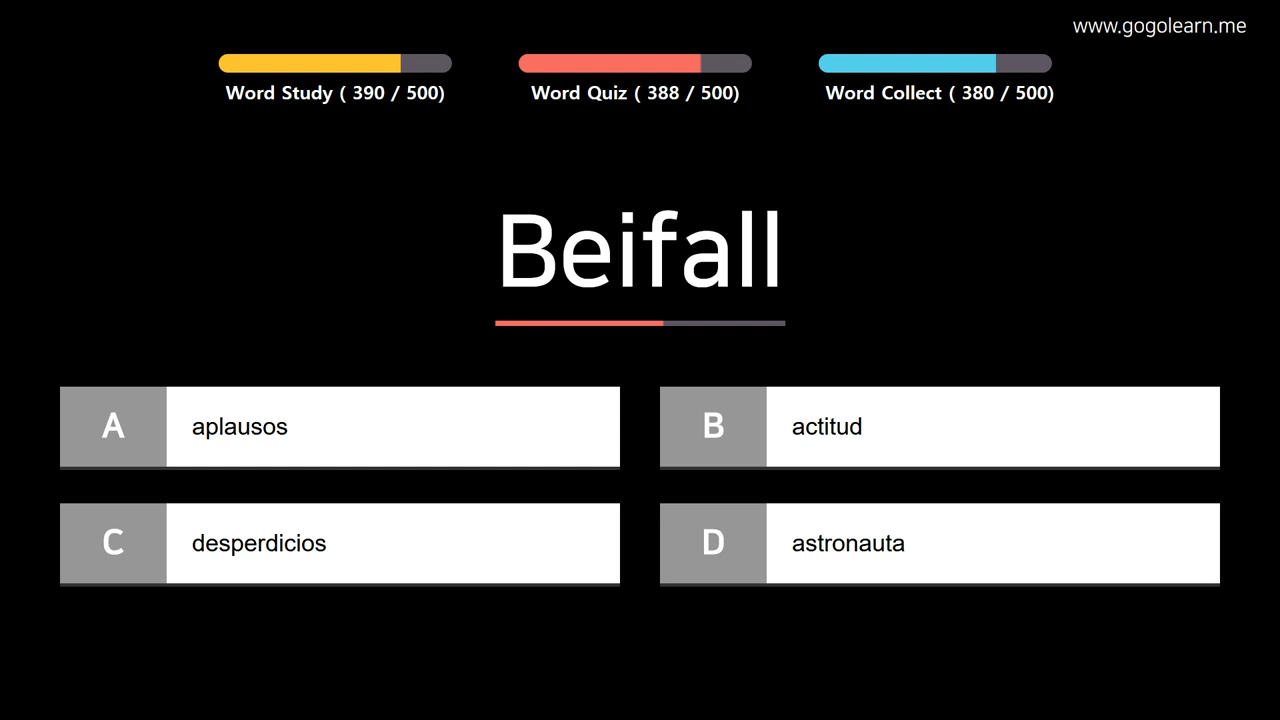 www.gogolearn.me
Word Study ( 390 / 500)
Word Quiz ( 388 / 500)
Word Collect ( 380 / 500)
Beifall
A
aplausos
B
actitud
C
desperdicios
D
astronauta